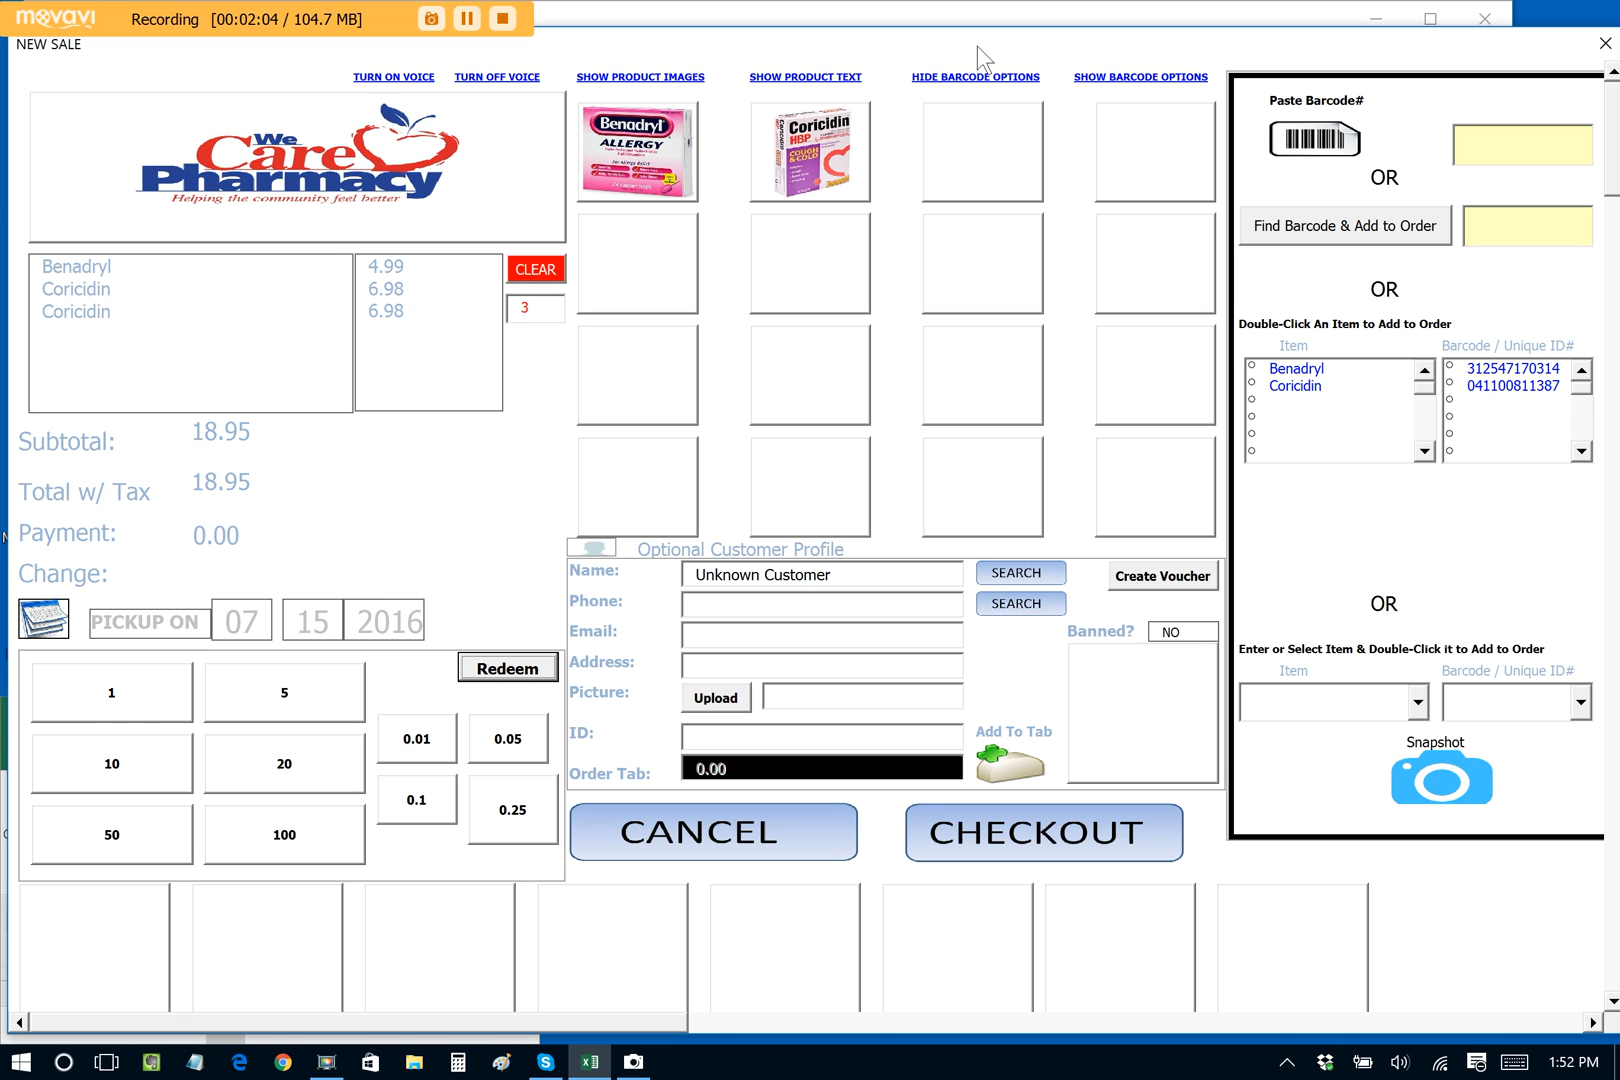 movavi Recording [00:02:04 / 104.7 MB]
NEW SALE
TURN ON VOICE TURN OFF VOICE SHOW PRODUCT IMAGES SHOW PRODUCT TEXT HIDE BARCODE OPTIONS SHOW BARCODE OPTIONS
We
Care
Pharmacy
Helping the community feel better
Benadryl
ALLERGY
Coricidin
HBP
COUGH
& COLD
Benadryl 4.99
Coricidin 6.98
Coricidin 6.98
CLEAR
3
Subtotal: 18.95
Total w/ Tax 18.95
Payment: 0.00
Change:
PICKUP ON 07 15 2016
Redeem
1 5
10 20
50 100
0.01 0.05
0.1 0.25
Optional Customer Profile
Name: Unknown Customer SEARCH Create Voucher
Phone: SEARCH
Email: Banned? NO
Address:
Picture: Upload
ID: Add To Tab
Order Tab: 0.00
CANCEL CHECKOUT
Paste Barcode#
OR
Find Barcode & Add to Order
OR
Double-Click An Item to Add to Order
Item Barcode / Unique ID#
Benadryl 312547170314
Coricidin 041100811387
OR
Enter or Select Item & Double-Click it to Add to Order
Item Barcode / Unique ID#
Snapshot
1:52 PM